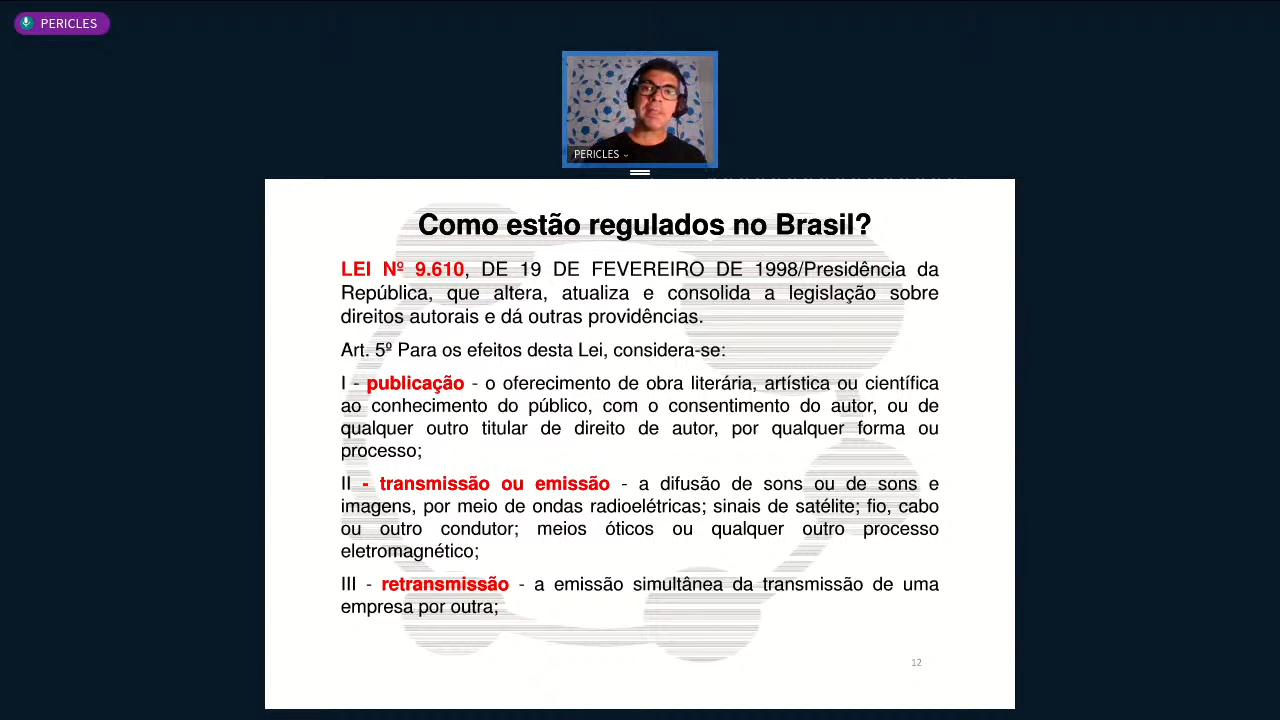 PERICLES
PERICLES
Como estão regulados no Brasil?
LEI Nº 9.610, DE 19 DE FEVEREIRO DE 1998/Presidência da
República, que altera, atualiza e consolida a legislação sobre
direitos autorais e dá outras providências.
Art. 5º Para os efeitos desta Lei, considera-se:
I - publicação - o oferecimento de obra literária, artística ou científica
ao conhecimento do público, com o consentimento do autor, ou de
qualquer outro titular de direito de autor, por qualquer forma ou
processo;
II - transmissão ou emissão - a difusão de sons ou de sons e
imagens, por meio de ondas radioelétricas; sinais de satélite; fio, cabo
ou outro condutor; meios óticos ou qualquer outro processo
eletromagnético;
III - retransmissão - a emissão simultânea da transmissão de uma
empresa por outra;
12